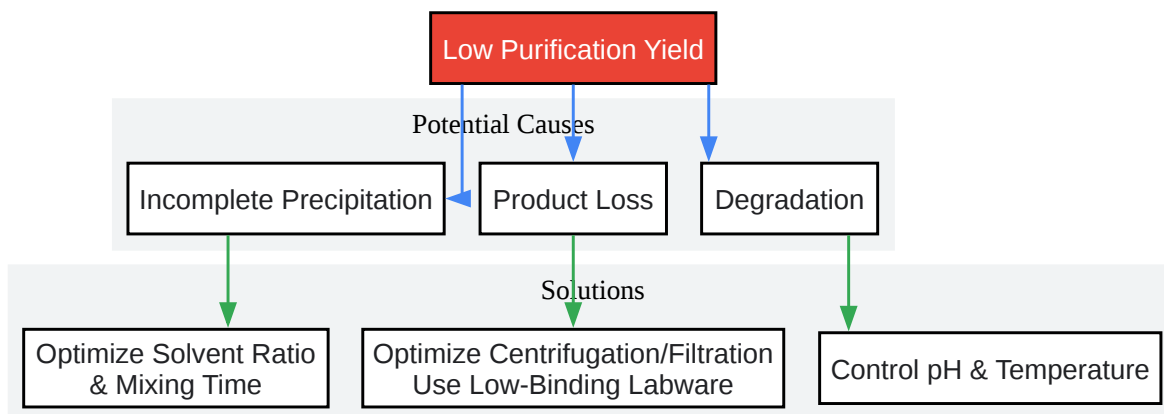 Low Purification Yield
Potential Causes
Incomplete Precipitation
Product Loss
Degradation
Solutions
Optimize Solvent Ratio
& Mixing Time
Optimize Centrifugation/Filtration
Use Low-Binding Labware
Control pH & Temperature